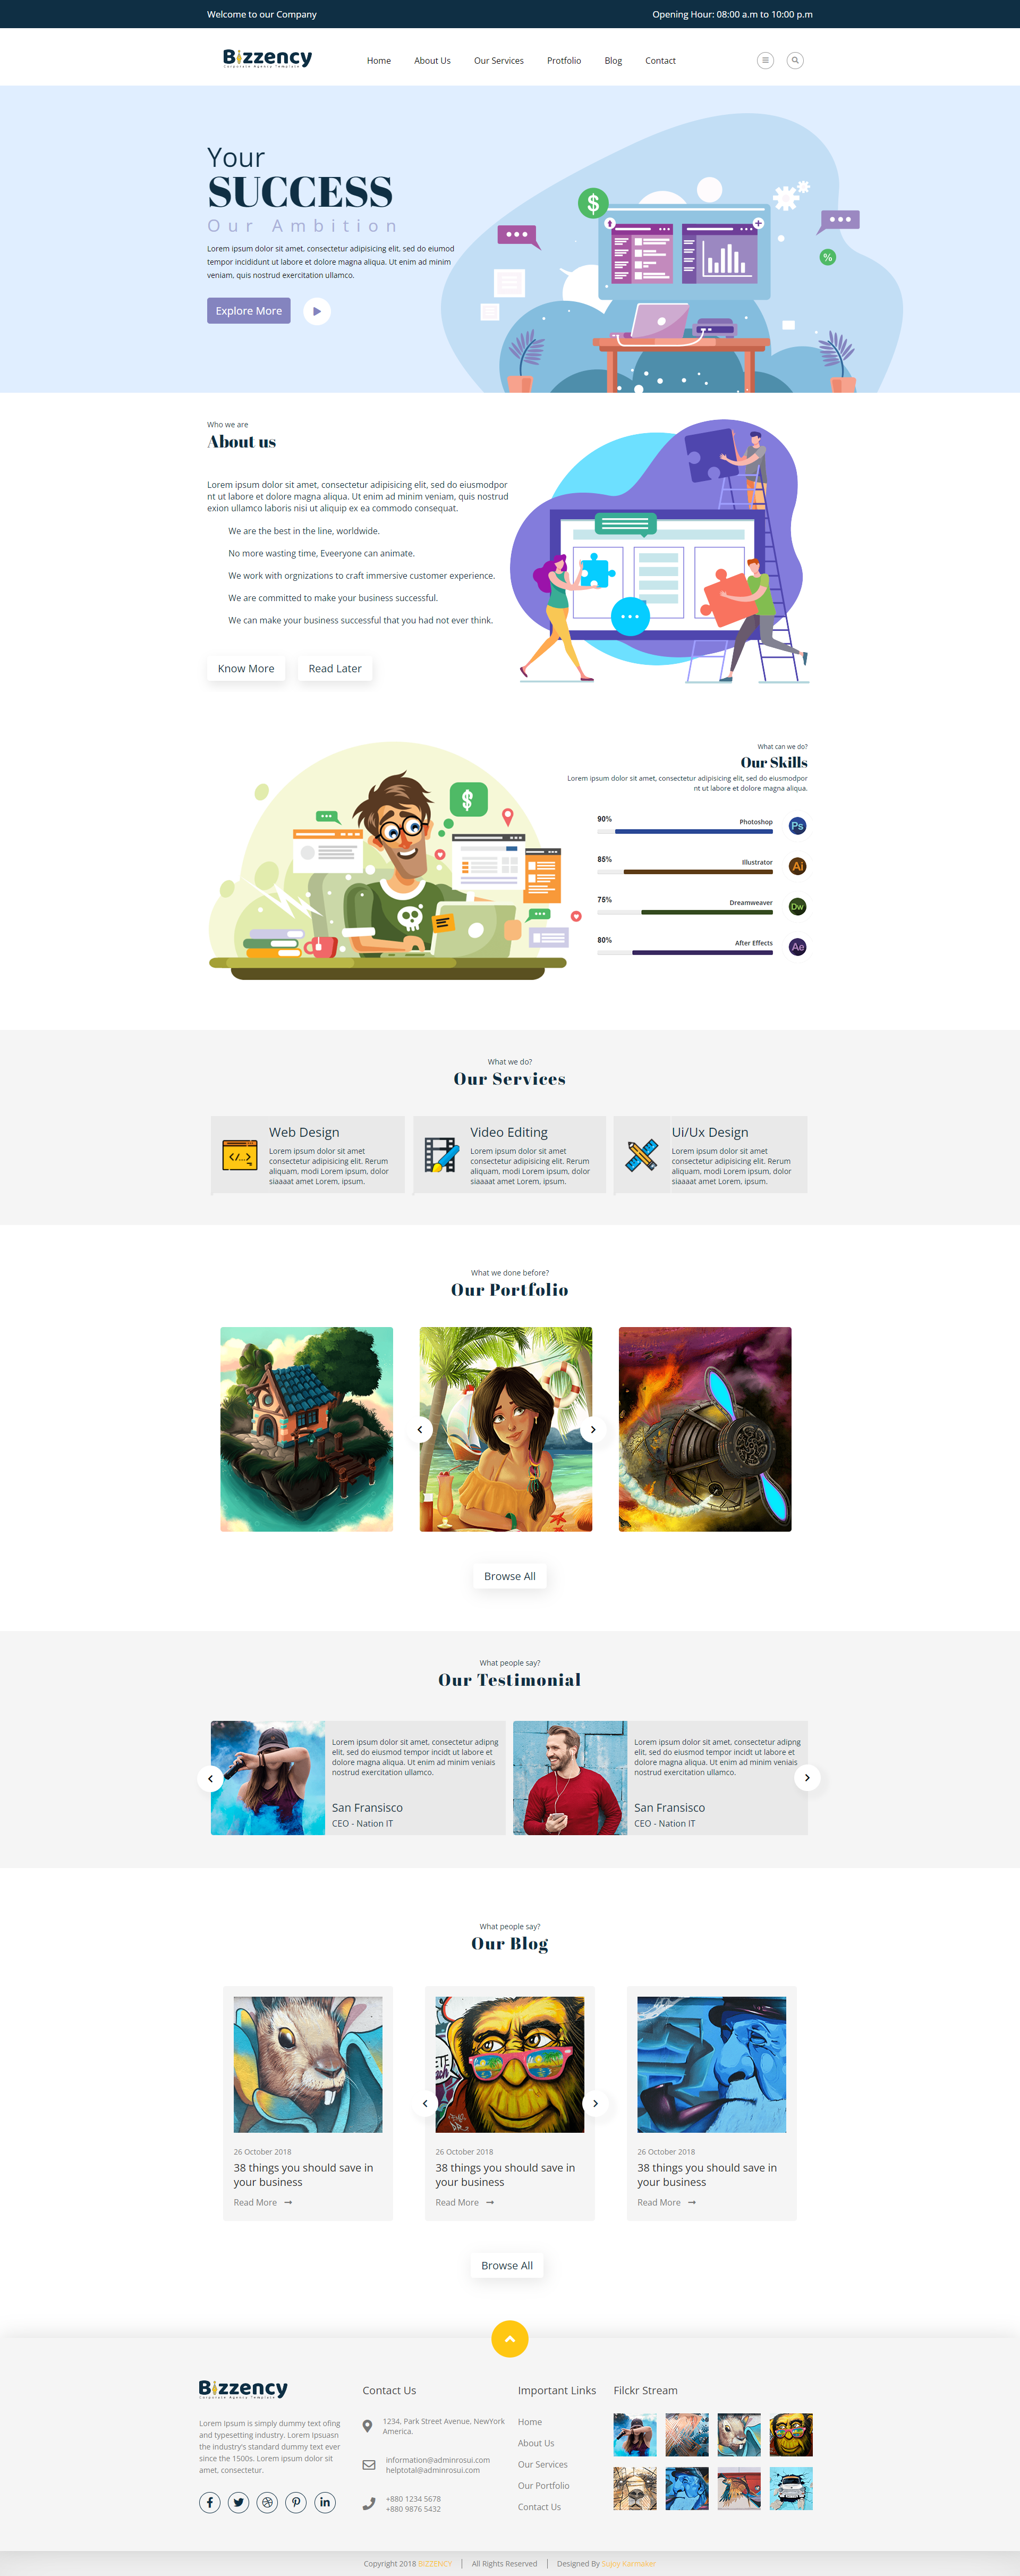 Welcome to our Company
Opening Hour: 08:00 a.m to 10:00 p.m
Bizzency
Corporate Agency Template
Home
About Us
Our Services
Protfolio
Blog
Contact
Your
SUCCESS
Our Ambition
Lorem ipsum dolor sit amet, consectetur adipisicing elit, sed do eiumod
tempor incididunt ut labore et dolore magna aliqua. Ut enim ad minim
veniam, quis nostrud exercitation ullamco.
Explore More
$
%
Who we are
About us
Lorem ipsum dolor sit amet, consectetur adipisicing elit, sed do eiusmodpor
nt ut labore et dolore magna aliqua. Ut enim ad minim veniam, quis nostrud
exion ullamco laboris nisi ut aliquip ex ea commodo consequat.
We are the best in the line, worldwide.
No more wasting time, Eveeryone can animate.
We work with orgnizations to craft immersive customer experience.
We are committed to make your business successful.
We can make your business successful that you had not ever think.
Know More
Read Later
$
What can we do?
Our Skills
Lorem ipsum dolor sit amet, consectetur adipisicing elit, sed do eiusmodpor
nt ut labore et dolore magna aliqua.
90%
Photoshop
Ps
85%
Illustrator
Ai
75%
Dreamweaver
Dw
80%
After Effects
Ae
What we do?
Our Services
</...>
Web Design
Lorem ipsum dolor sit amet
consectetur adipisicing elit. Rerum
aliquam, modi Lorem ipsum, dolor
siaaaat amet Lorem, ipsum.
Video Editing
Lorem ipsum dolor sit amet
consectetur adipisicing elit. Rerum
aliquam, modi Lorem ipsum, dolor
siaaaat amet Lorem, ipsum.
Ui/Ux Design
Lorem ipsum dolor sit amet
consectetur adipisicing elit. Rerum
aliquam, modi Lorem ipsum, dolor
siaaaat amet Lorem, ipsum.
What we done before?
Our Portfolio
Browse All
What people say?
Our Testimonial
Lorem ipsum dolor sit amet, consectetur adipng
elit, sed do eiusmod tempor incidt ut labore et
dolore magna aliqua. Ut enim ad minim veniais
nostrud exercitation ullamco.
San Fransisco
CEO - Nation IT
Lorem ipsum dolor sit amet, consectetur adipng
elit, sed do eiusmod tempor incidt ut labore et
dolore magna aliqua. Ut enim ad minim veniais
nostrud exercitation ullamco.
San Fransisco
CEO - Nation IT
What people say?
Our Blog
26 October 2018
38 things you should save in
your business
Read More
26 October 2018
38 things you should save in
your business
Read More
26 October 2018
38 things you should save in
your business
Read More
Browse All
Bizzency
Corporate Agency Template
Lorem Ipsum is simply dummy text ofing
and typesetting industry. Lorem Ipsuasn
the industry's standard dummy text ever
since the 1500s. Lorem ipsum dolor sit
amet, consectetur.
Contact Us
1234, Park Street Avenue, NewYork
America.
information@adminrosui.com
helptotal@adminrosui.com
+880 1234 5678
+880 9876 5432
Important Links
Home
About Us
Our Services
Our Portfolio
Contact Us
Filckr Stream
Copyright 2018 BIZZENCY
All Rights Reserved
Designed By Sujoy Karmaker